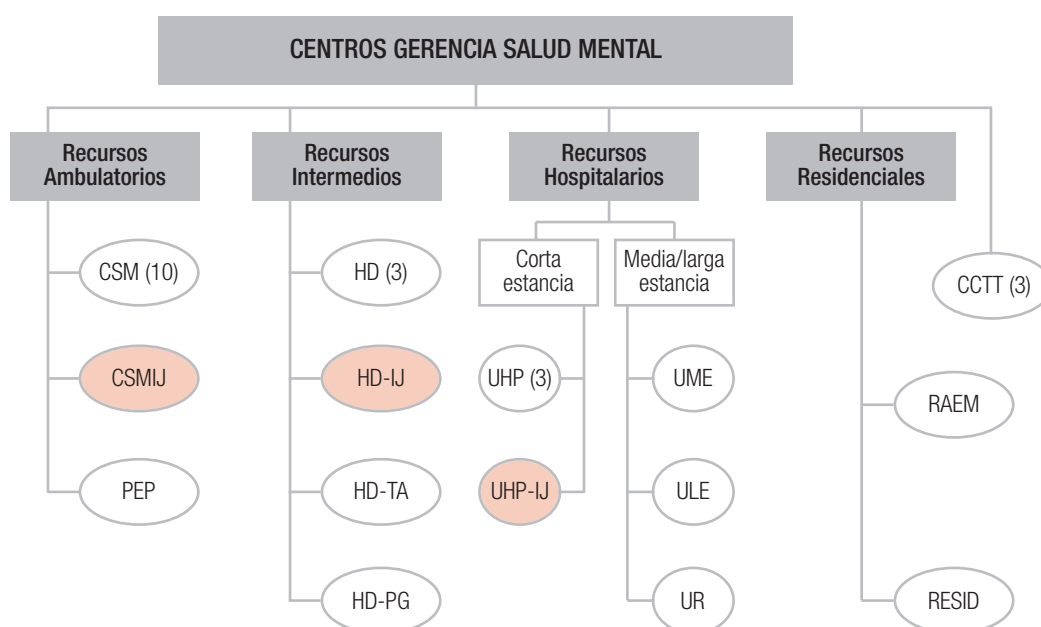 CENTROS GERENCIA SALUD MENTAL
Recursos
Ambulatorios
Recursos
Intermedios
Recursos
Hospitalarios
Recursos
Residenciales
CSM (10)
CSMIJ
PEP
HD (3)
HD-IJ
HD-TA
HD-PG
Corta
estancia
Media/larga
estancia
UHP (3)
UHP-IJ
UME
ULE
UR
RAEM
RESID
CCTT (3)